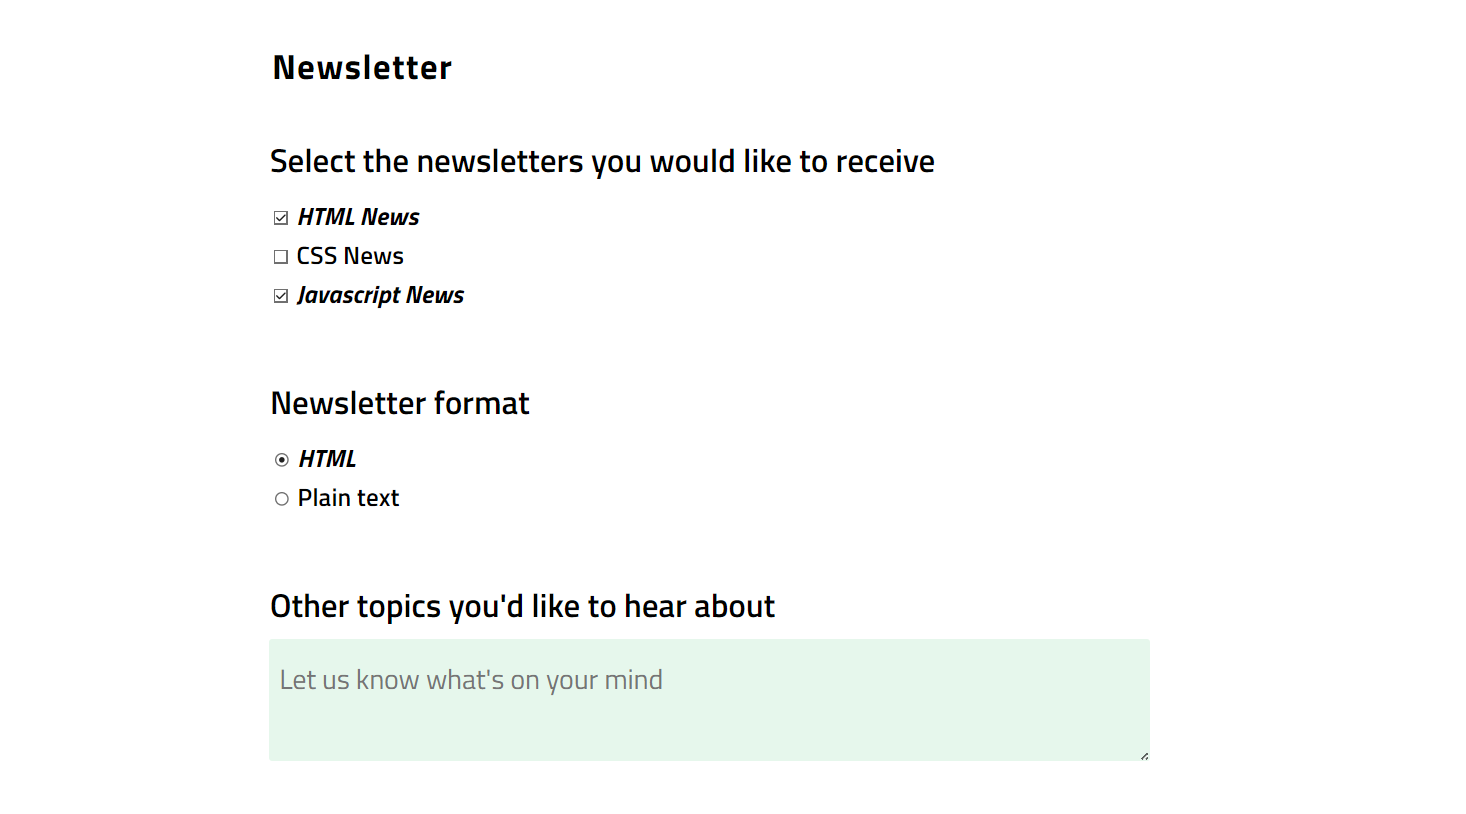 Newsletter
Select the newsletters you would like to receive
HTML News
CSS News
Javascript News
Newsletter format
HTML
Plain text
Other topics you'd like to hear about
Let us know what's on your mind